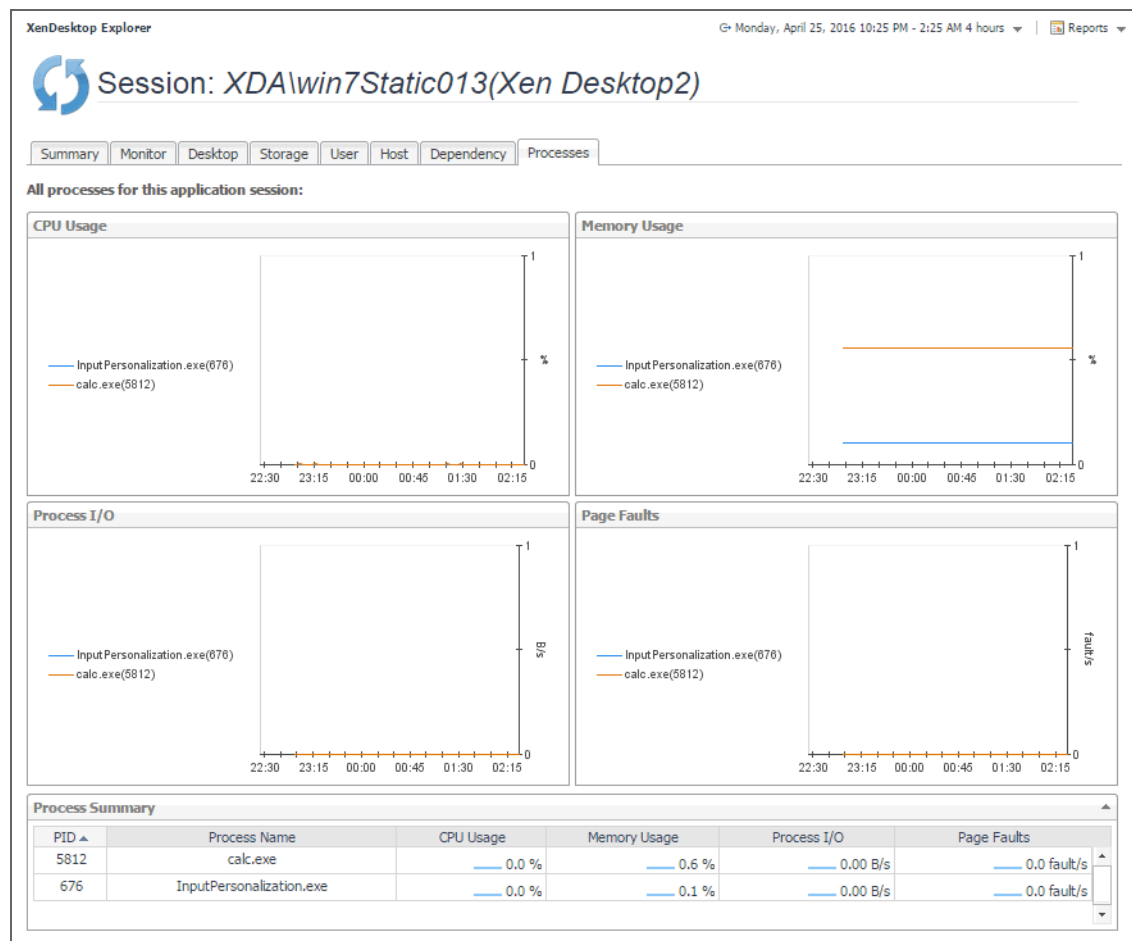 XenDesktop Explorer
Monday, April 25, 2016 10:25 PM - 2:25 AM 4 hours
Reports
Session: XDA\win7Static013(Xen Desktop2)
Summary Monitor Desktop Storage User Host Dependency Processes
All processes for this application session:
CPU Usage
1
%
InputPersonalization.exe(676)
calc.exe(5812)
0
22:30 23:15 00:00 00:45 01:30 02:15
Memory Usage
1
%
InputPersonalization.exe(676)
calc.exe(5812)
0
22:30 23:15 00:00 00:45 01:30 02:15
Process I/O
1
B/s
InputPersonalization.exe(676)
calc.exe(5812)
0
22:30 23:15 00:00 00:45 01:30 02:15
Page Faults
1
fault/s
InputPersonalization.exe(676)
calc.exe(5812)
0
22:30 23:15 00:00 00:45 01:30 02:15
Process Summary
PID Process Name CPU Usage Memory Usage Process I/O Page Faults
5812 calc.exe 0.0 % 0.6 % 0.00 B/s 0.0 fault/s
676 InputPersonalization.exe 0.0 % 0.1 % 0.00 B/s 0.0 fault/s